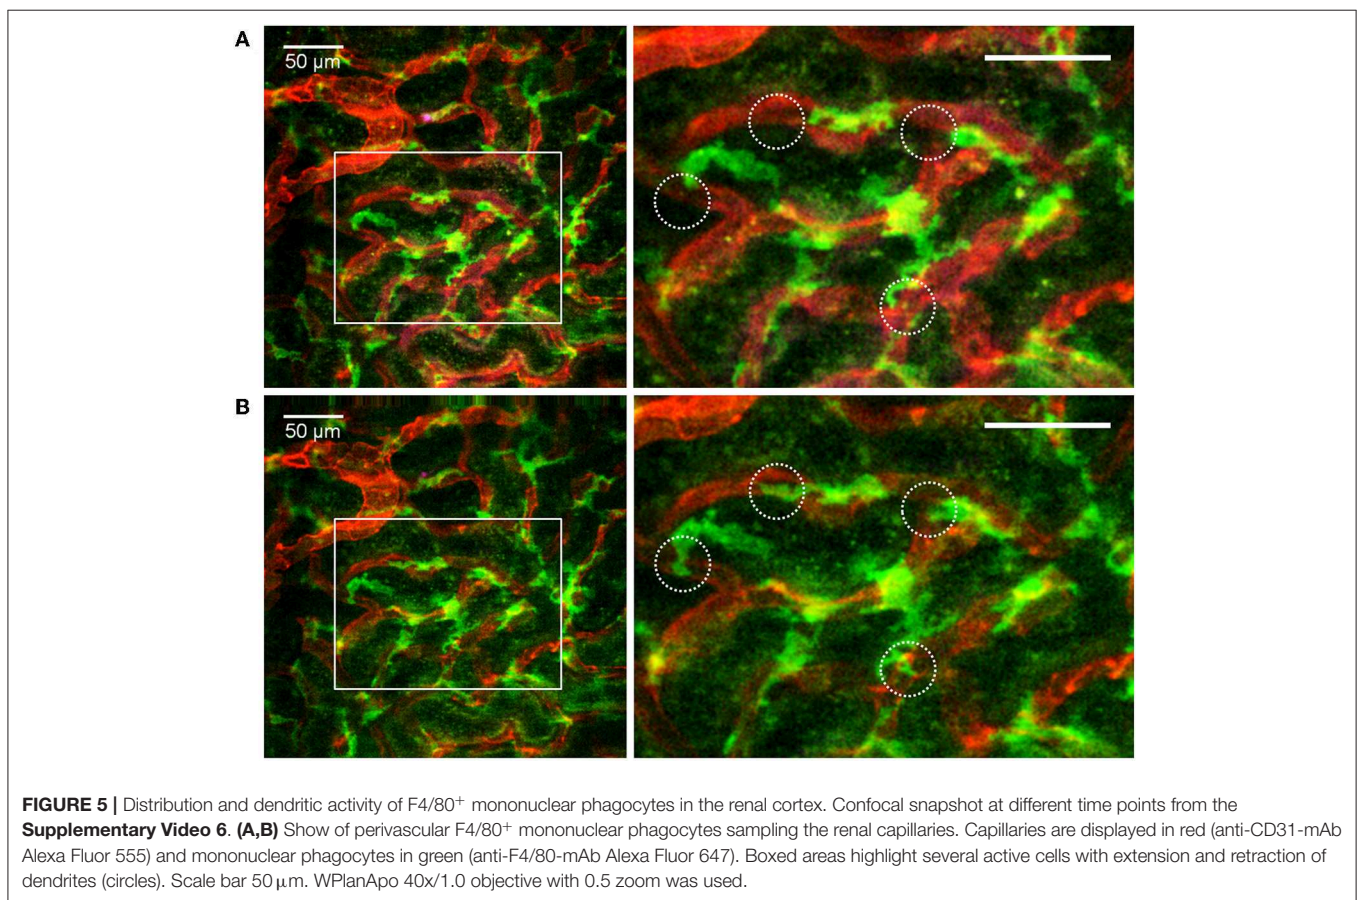 A
50 μm
B
50 μm
FIGURE 5 | Distribution and dendritic activity of F4/80+ mononuclear phagocytes in the renal cortex. Confocal snapshot at different time points from the
Supplementary Video 6. (A,B) Show of perivascular F4/80+ mononuclear phagocytes sampling the renal capillaries. Capillaries are displayed in red (anti-CD31-mAb
Alexa Fluor 555) and mononuclear phagocytes in green (anti-F4/80-mAb Alexa Fluor 647). Boxed areas highlight several active cells with extension and retraction of
dendrites (circles). Scale bar 50 μm. WPlanApo 40x/1.0 objective with 0.5 zoom was used.